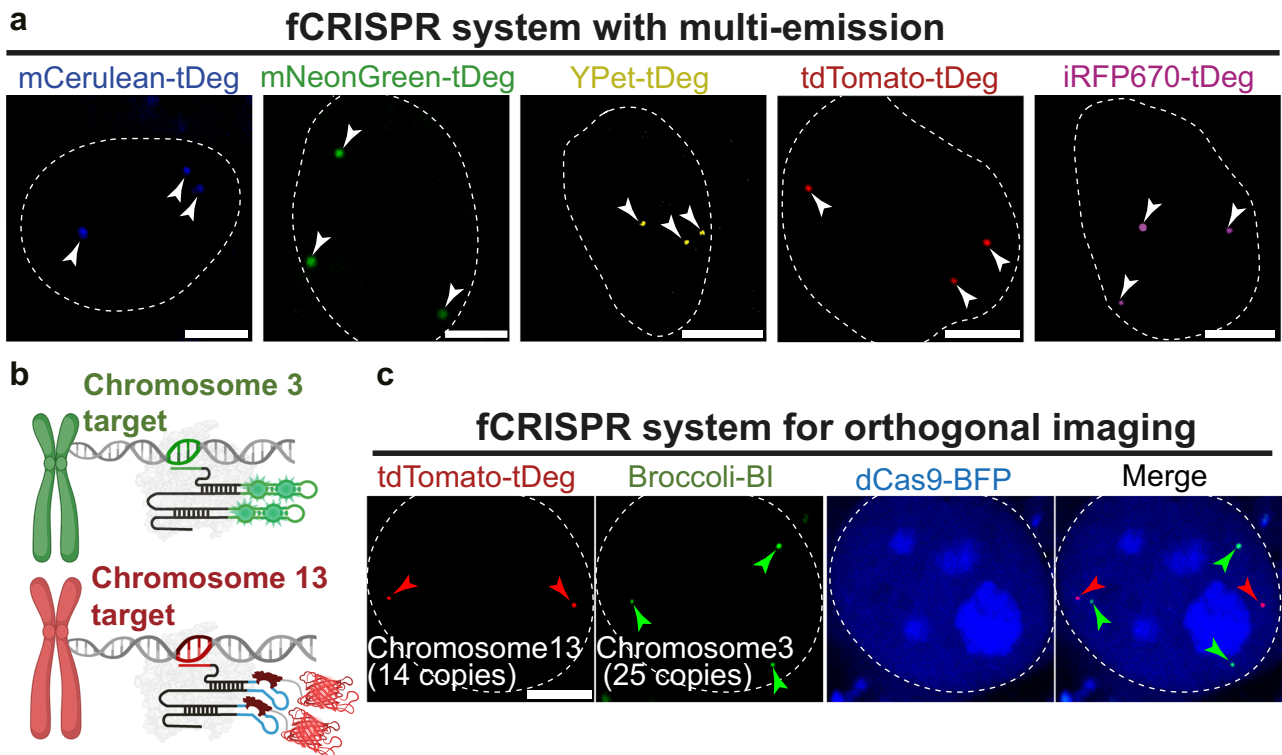 a
fCRISPR system with multi-emission
mCerulean-tDeg
mNeonGreen-tDeg
YPet-tDeg
tdTomato-tDeg
iRFP670-tDeg
b
Chromosome 3
target
Chromosome 13
target
c
fCRISPR system for orthogonal imaging
tdTomato-tDeg
Broccoli-BI
dCas9-BFP
Merge
Chromosome13
(14 copies)
Chromosome3
(25 copies)